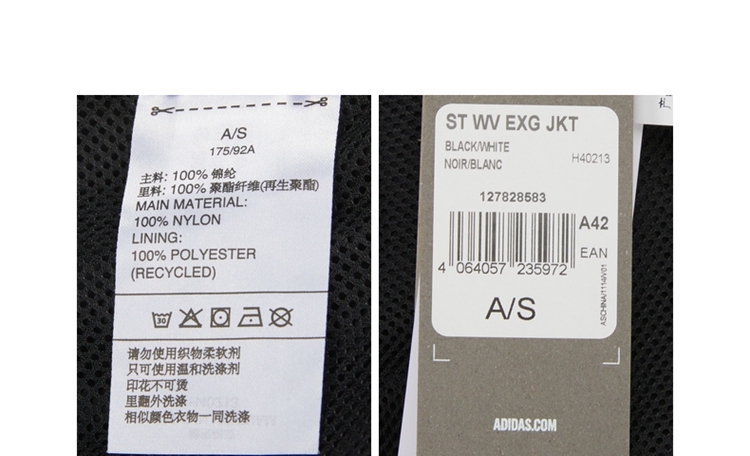 A/S
175/92A
主料: 100% 锦纶
里料: 100% 聚酯纤维(再生聚酯)
MAIN MATERIAL:
100% NYLON
LINING:
100% POLYESTER
(RECYCLED)
30
请勿使用织物柔软剂
只可使用温和洗涤剂
印花不可烫
里翻外洗涤
相似颜色衣物一同洗涤
ST WV EXG JKT
BLACK/WHITE
NOIR/BLANC
H40213
127828583
A42
EAN
4 064057 235972
A/S
ASCHINA/1114/V01
ADIDAS.COM